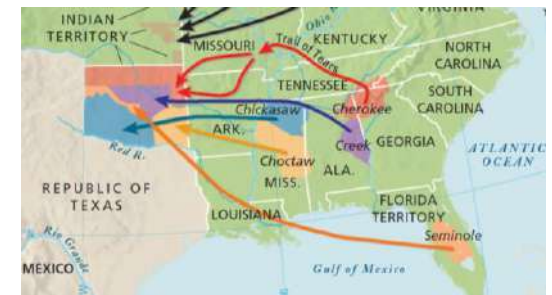 VIRGINIA
INDIAN
TERRITORY
Ohio R.
MISSOURI
Trail of Tears
KENTUCKY
NORTH
CAROLINA
TENNESSEE
SOUTH
CAROLINA
Chickasaw
Cherokee
ARK.
Creek
GEORGIA
ATLANTIC
OCEAN
Red R.
Choctaw
ALA.
MISS.
REPUBLIC OF
TEXAS
FLORIDA
TERRITORY
LOUISIANA
Seminole
Rio Grande
MEXICO
Gulf of Mexico